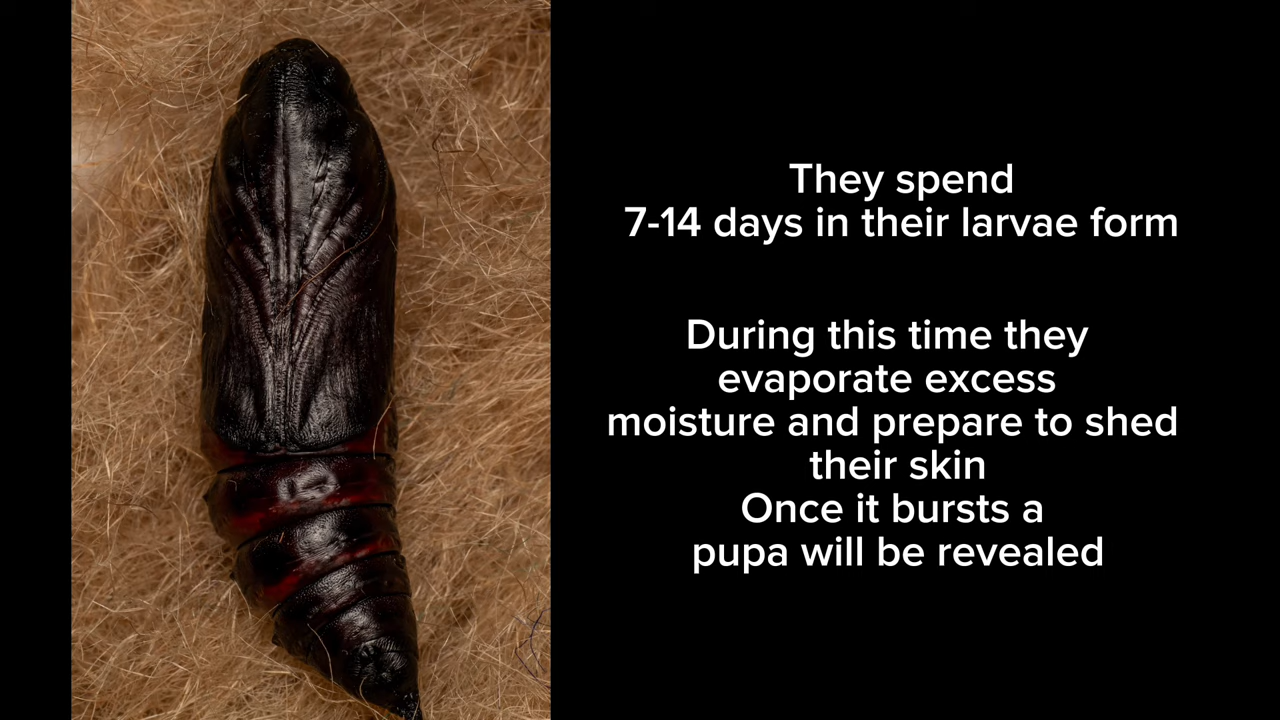 They spend
7-14 days in their larvae form
During this time they
evaporate excess
moisture and prepare to shed
their skin
Once it bursts a
pupa will be revealed